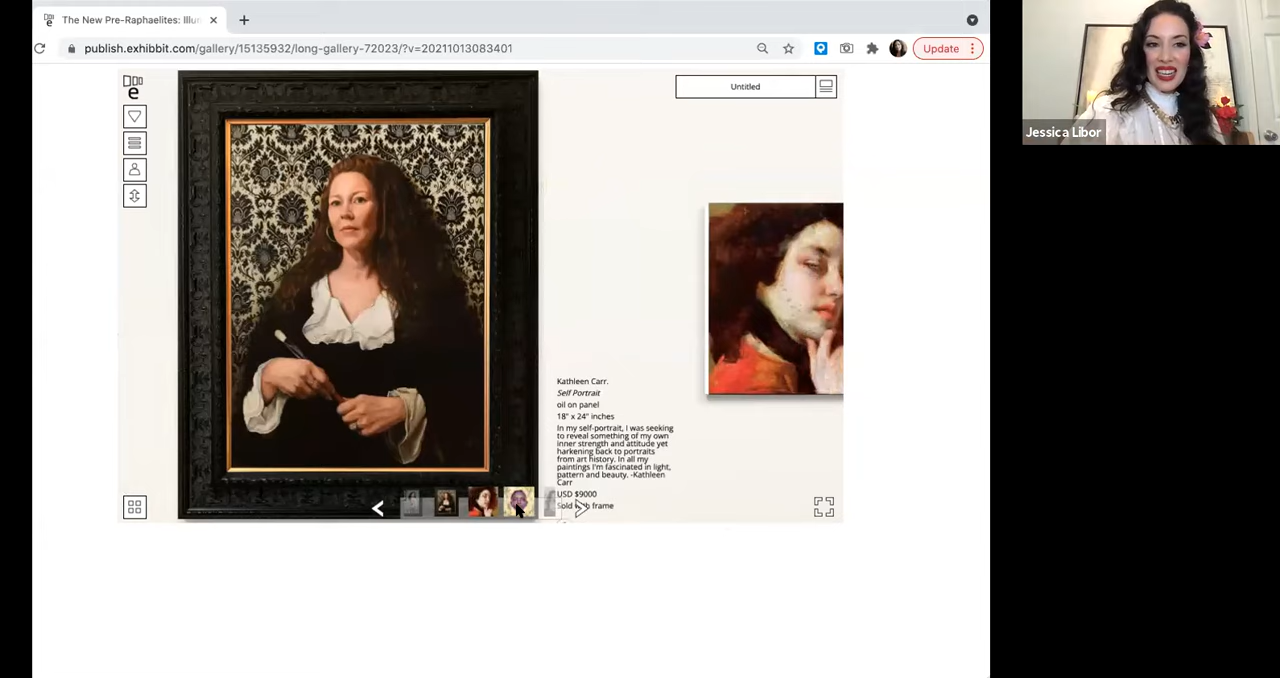 The New Pre-Raphaelites: Illu
publish.exhibbit.com/gallery/15135932/long-gallery-72023/?v=20211013083401
Update
Jessica Libor
e
Untitled
Kathleen Carr.
Self Portrait
oil on panel
18" x 24" inches
In my self-portrait, I was seeking
to reveal something of my own
inner strength and attitude yet
harkening back to portraits
from art history. In all my
paintings I'm fascinated in light,
pattern and beauty. -Kathleen
Carr
USD $9000
Sold with frame